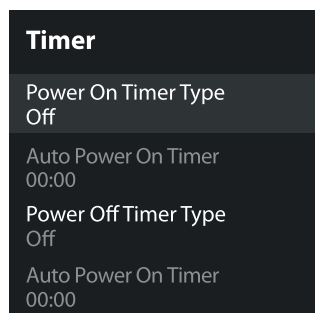 Timer
Power On Timer Type
Off
Auto Power On Timer
00:00
Power Off Timer Type
Off
Auto Power On Timer
00:00